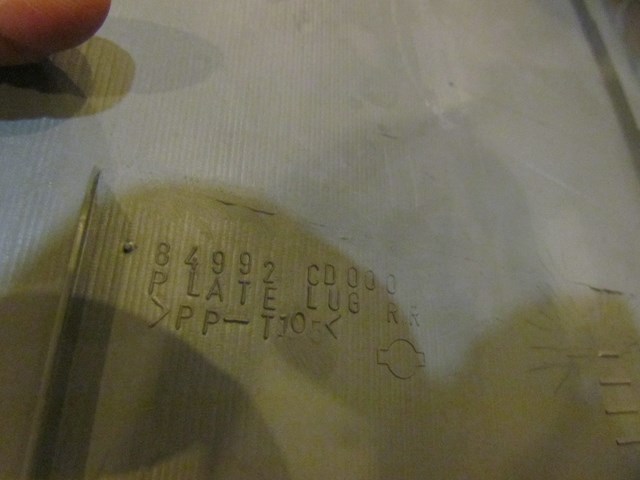 84992 CD000
PLATE LUG RR
>PP-T10<